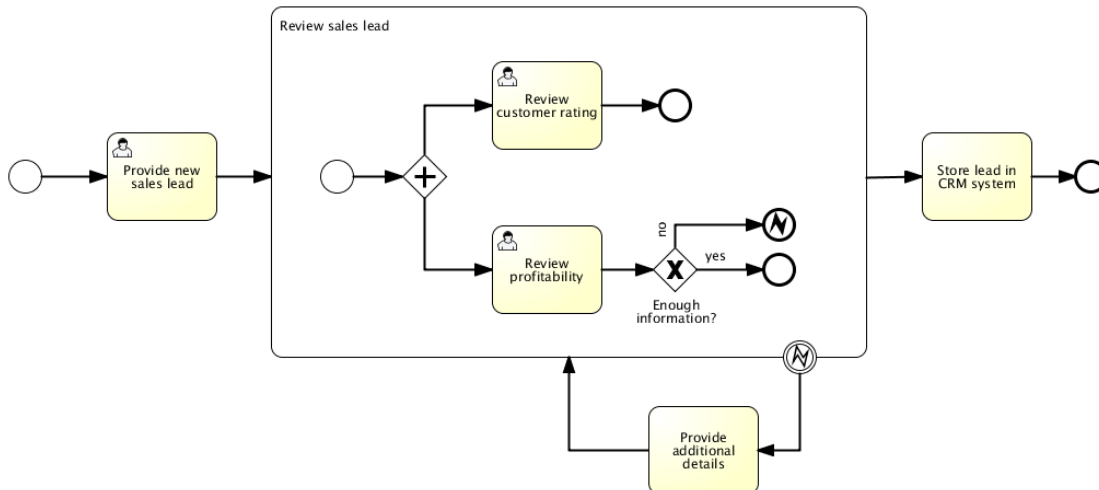 Review sales lead
Review
customer rating
Provide new
sales lead
Store lead in
CRM system
no
yes
Review
profitability
Enough
information?
Provide
additional
details